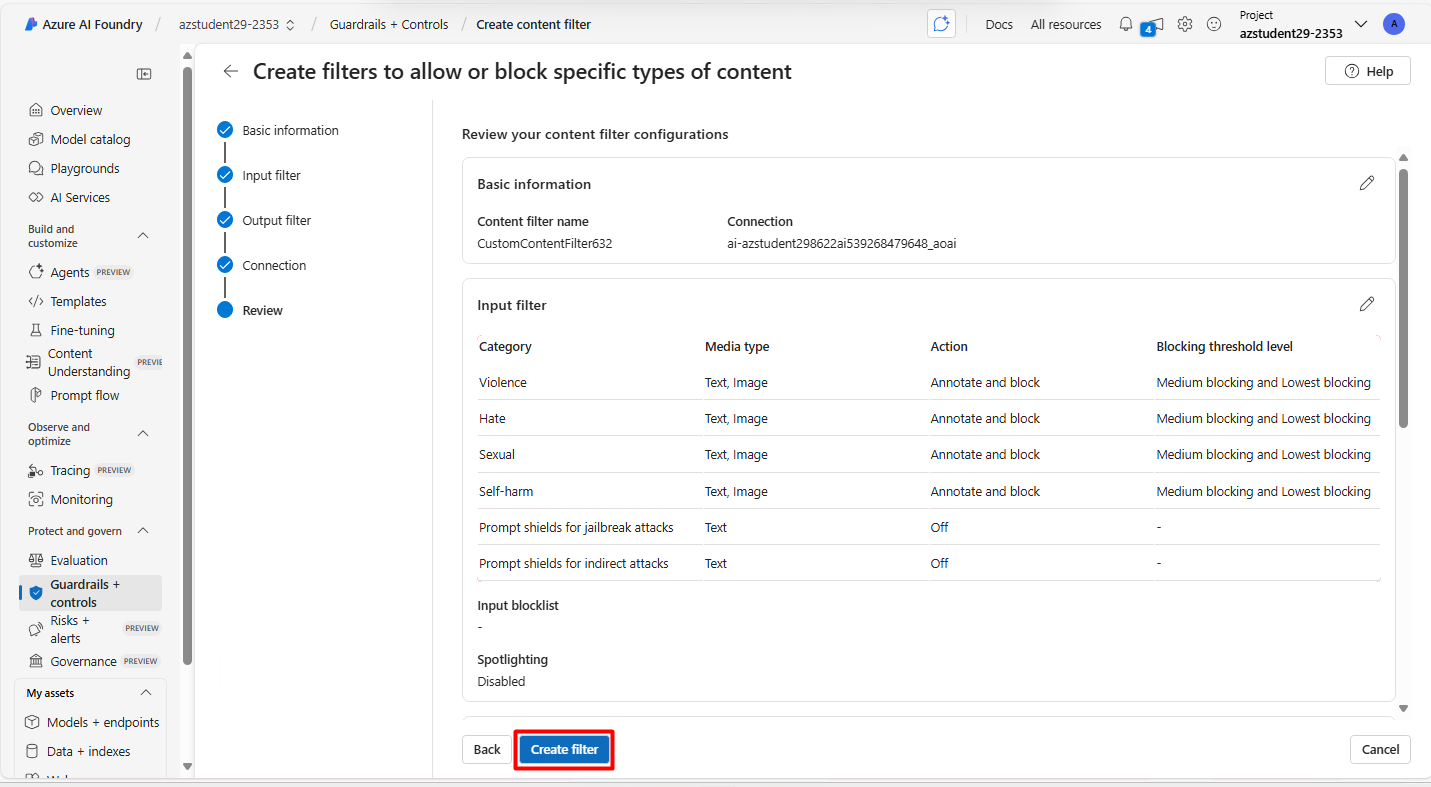 Azure AI Foundry / azstudent29-2353 / Guardrails + Controls / Create content filter
Docs All resources 4 Project
azstudent29-2353 A
Create filters to allow or block specific types of content
Help
Overview
Model catalog
Playgrounds
AI Services
Build and
customize
Agents PREVIEW
Templates
Fine-tuning
Content
Understanding PREVIE
Prompt flow
Observe and
optimize
Tracing PREVIEW
Monitoring
Protect and govern
Evaluation
Guardrails +
controls
Risks +
alerts PREVIEW
Governance PREVIEW
My assets
Models + endpoints
Data + indexes
Basic information
Input filter
Output filter
Connection
Review
Review your content filter configurations
Basic information
Content filter name Connection
CustomContentFilter632 ai-azstudent298622ai539268479648_aoai
Input filter
Category Media type Action Blocking threshold level
Violence Text, Image Annotate and block Medium blocking and Lowest blocking
Hate Text, Image Annotate and block Medium blocking and Lowest blocking
Sexual Text, Image Annotate and block Medium blocking and Lowest blocking
Self-harm Text, Image Annotate and block Medium blocking and Lowest blocking
Prompt shields for jailbreak attacks Text Off -
Prompt shields for indirect attacks Text Off -
Input blocklist
-
Spotlighting
Disabled
Back Create filter Cancel